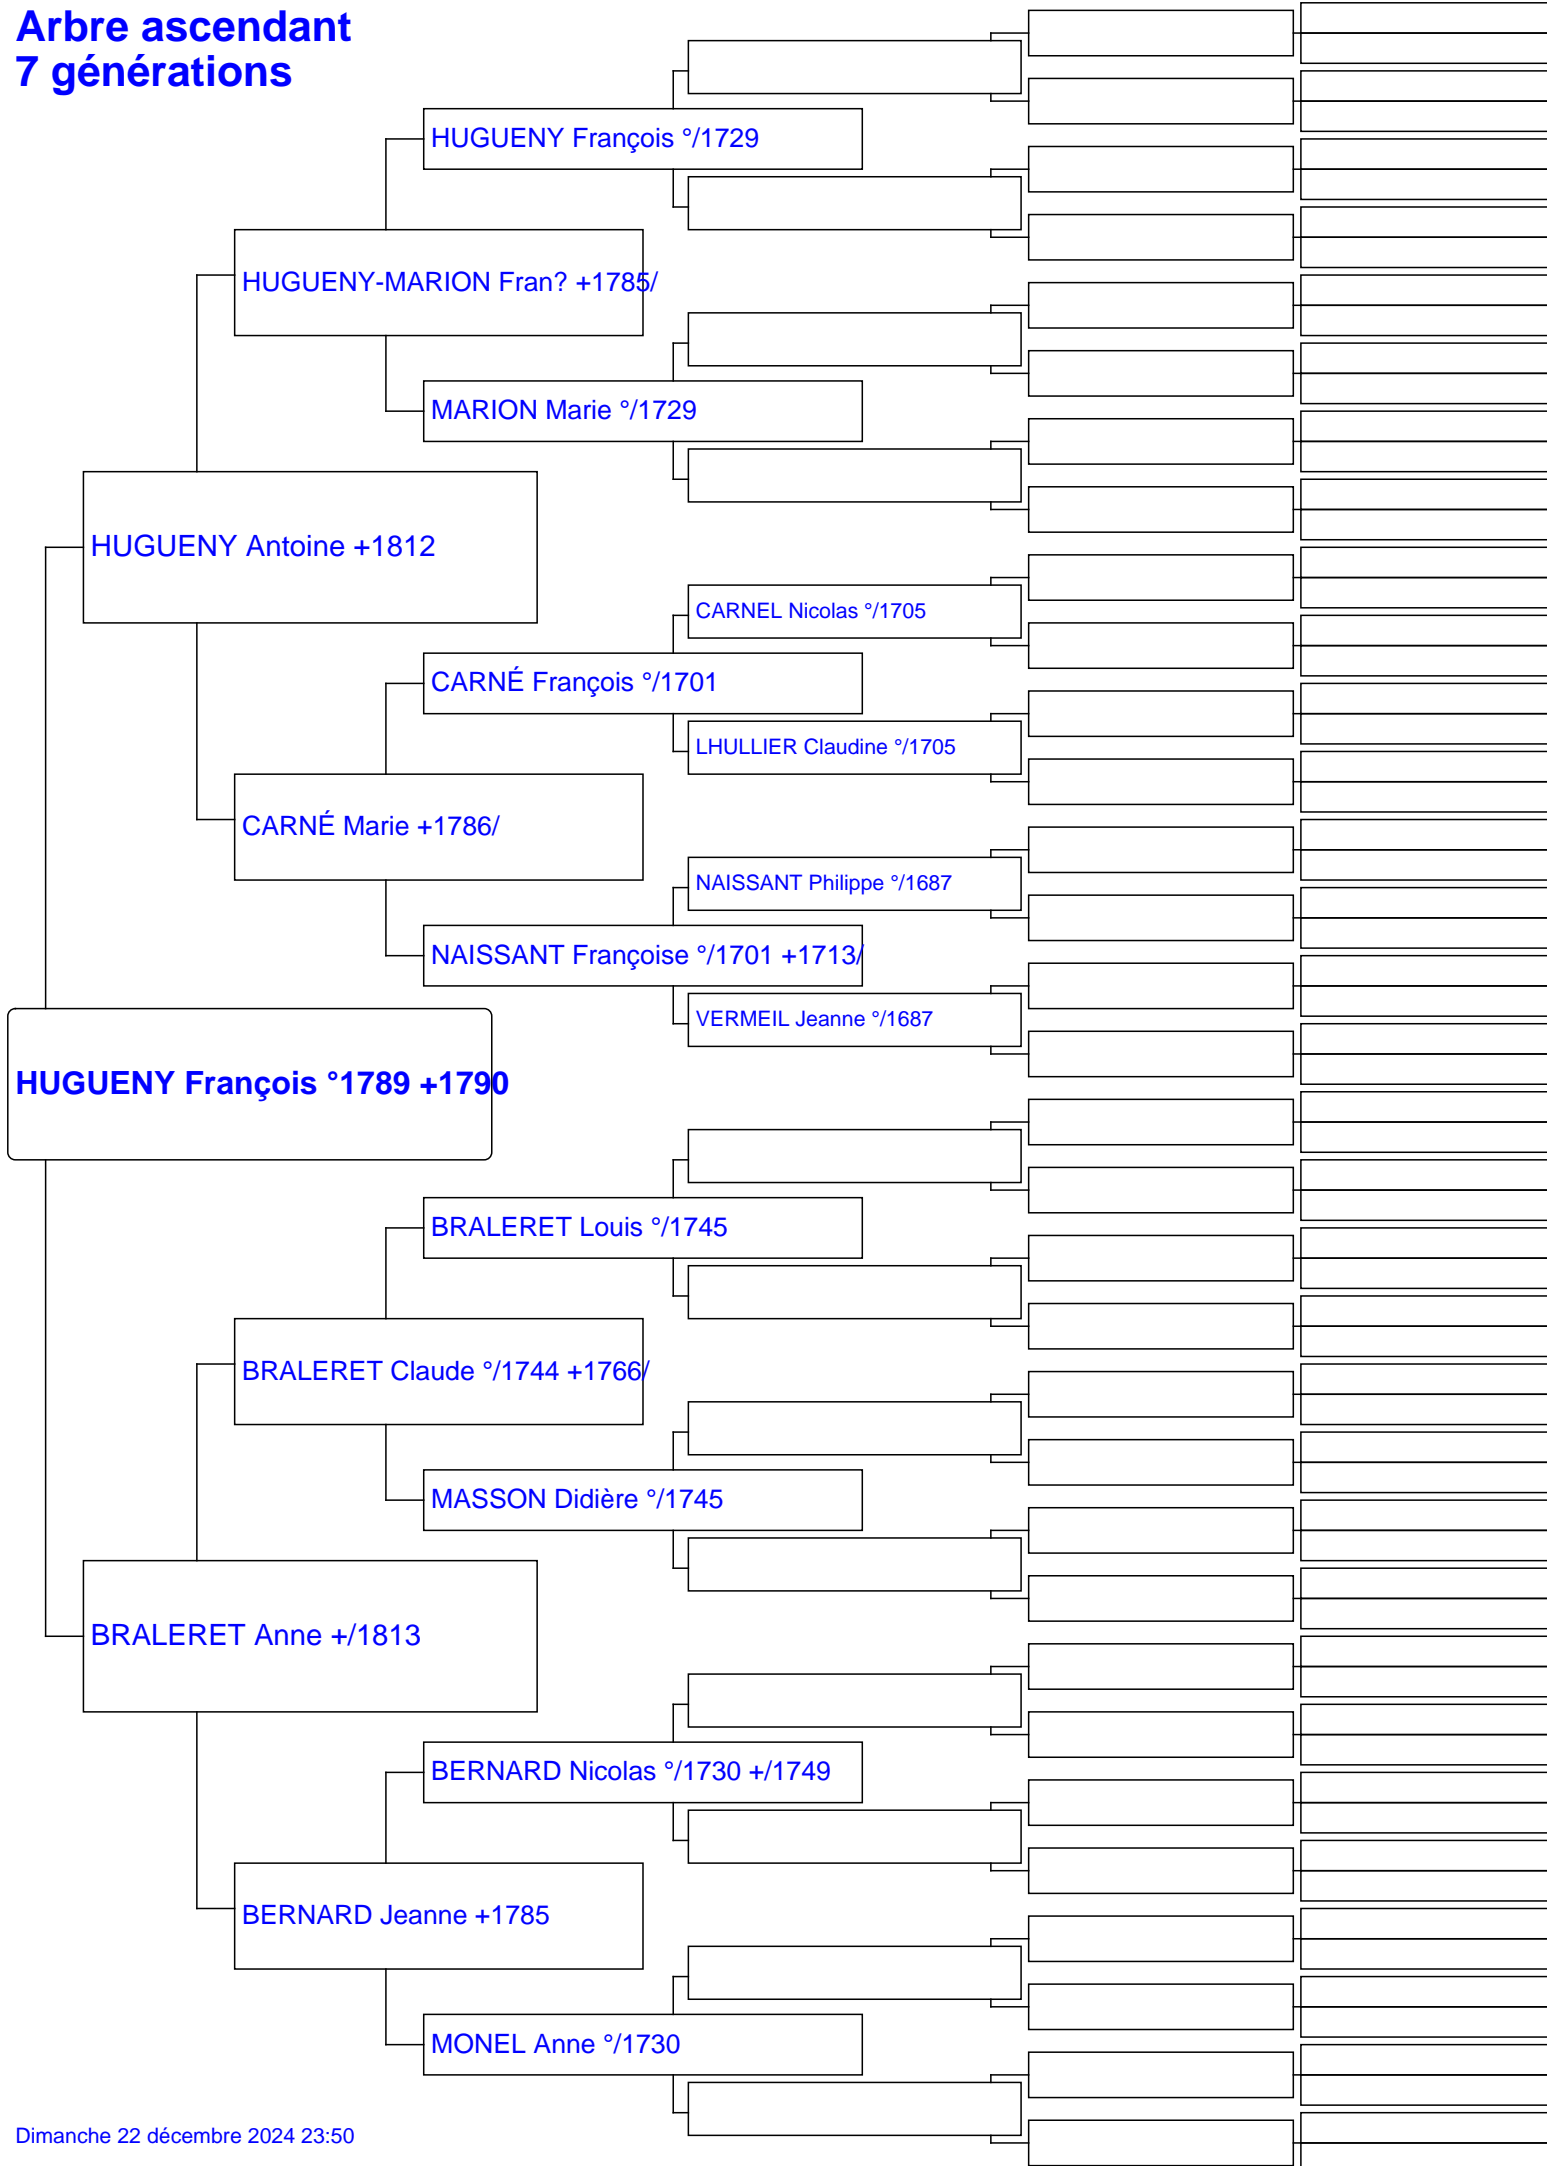 Arbre ascendant
7 générations
HUGUENY François °/1729
HUGUENY-MARION Fran? +1785/
MARION Marie °/1729
HUGUENY Antoine +1812
CARNEL Nicolas °/1705
CARNÉ François °/1701
LHULLIER Claudine °/1705
CARNÉ Marie +1786/
NAISSANT Philippe °/1687
NAISSANT Françoise °/1701 +1713/
VERMEIL Jeanne °/1687
HUGUENY François °1789 +1790
BRALERET Louis °/1745
BRALERET Claude °/1744 +1766/
MASSON Didière °/1745
BRALERET Anne +/1813
BERNARD Nicolas °/1730 +/1749
BERNARD Jeanne +1785
MONEL Anne °/1730
Dimanche 22 décembre 2024 23:50